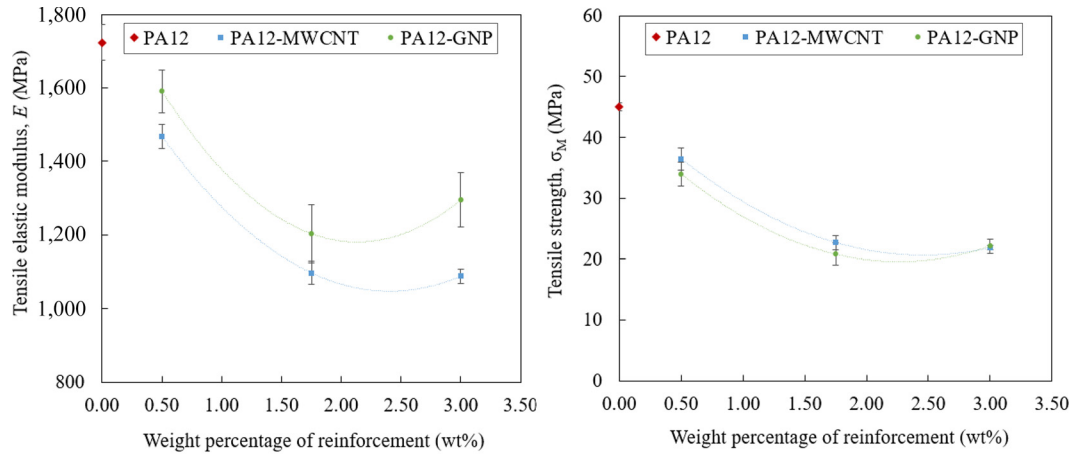 Tensile elastic modulus, E (MPa)
1,800
1,600
1,400
1,200
1,000
800
PA12 PA12-MWCNT PA12-GNP
0.00 0.50 1.00 1.50 2.00 2.50 3.00 3.50
Weight percentage of reinforcement (wt%)
Tensile strength, σM (MPa)
60
50
40
30
20
10
0
PA12 PA12-MWCNT PA12-GNP
0.00 0.50 1.00 1.50 2.00 2.50 3.00 3.50
Weight percentage of reinforcement (wt%)